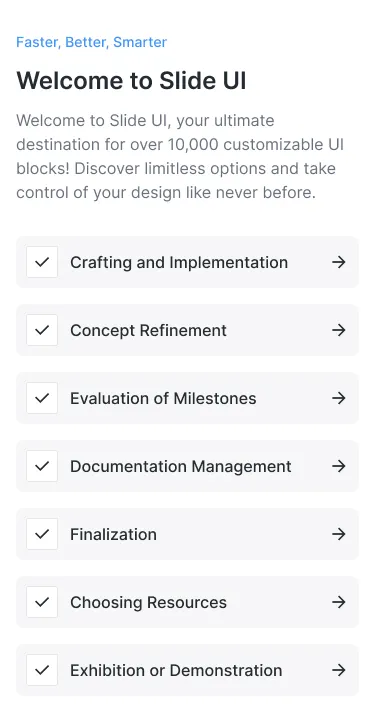 Faster, Better, Smarter
Welcome to Slide UI
Welcome to Slide UI, your ultimate
destination for over 10,000 customizable UI
blocks! Discover limitless options and take
control of your design like never before.
Crafting and Implementation
Concept Refinement
Evaluation of Milestones
Documentation Management
Finalization
Choosing Resources
Exhibition or Demonstration